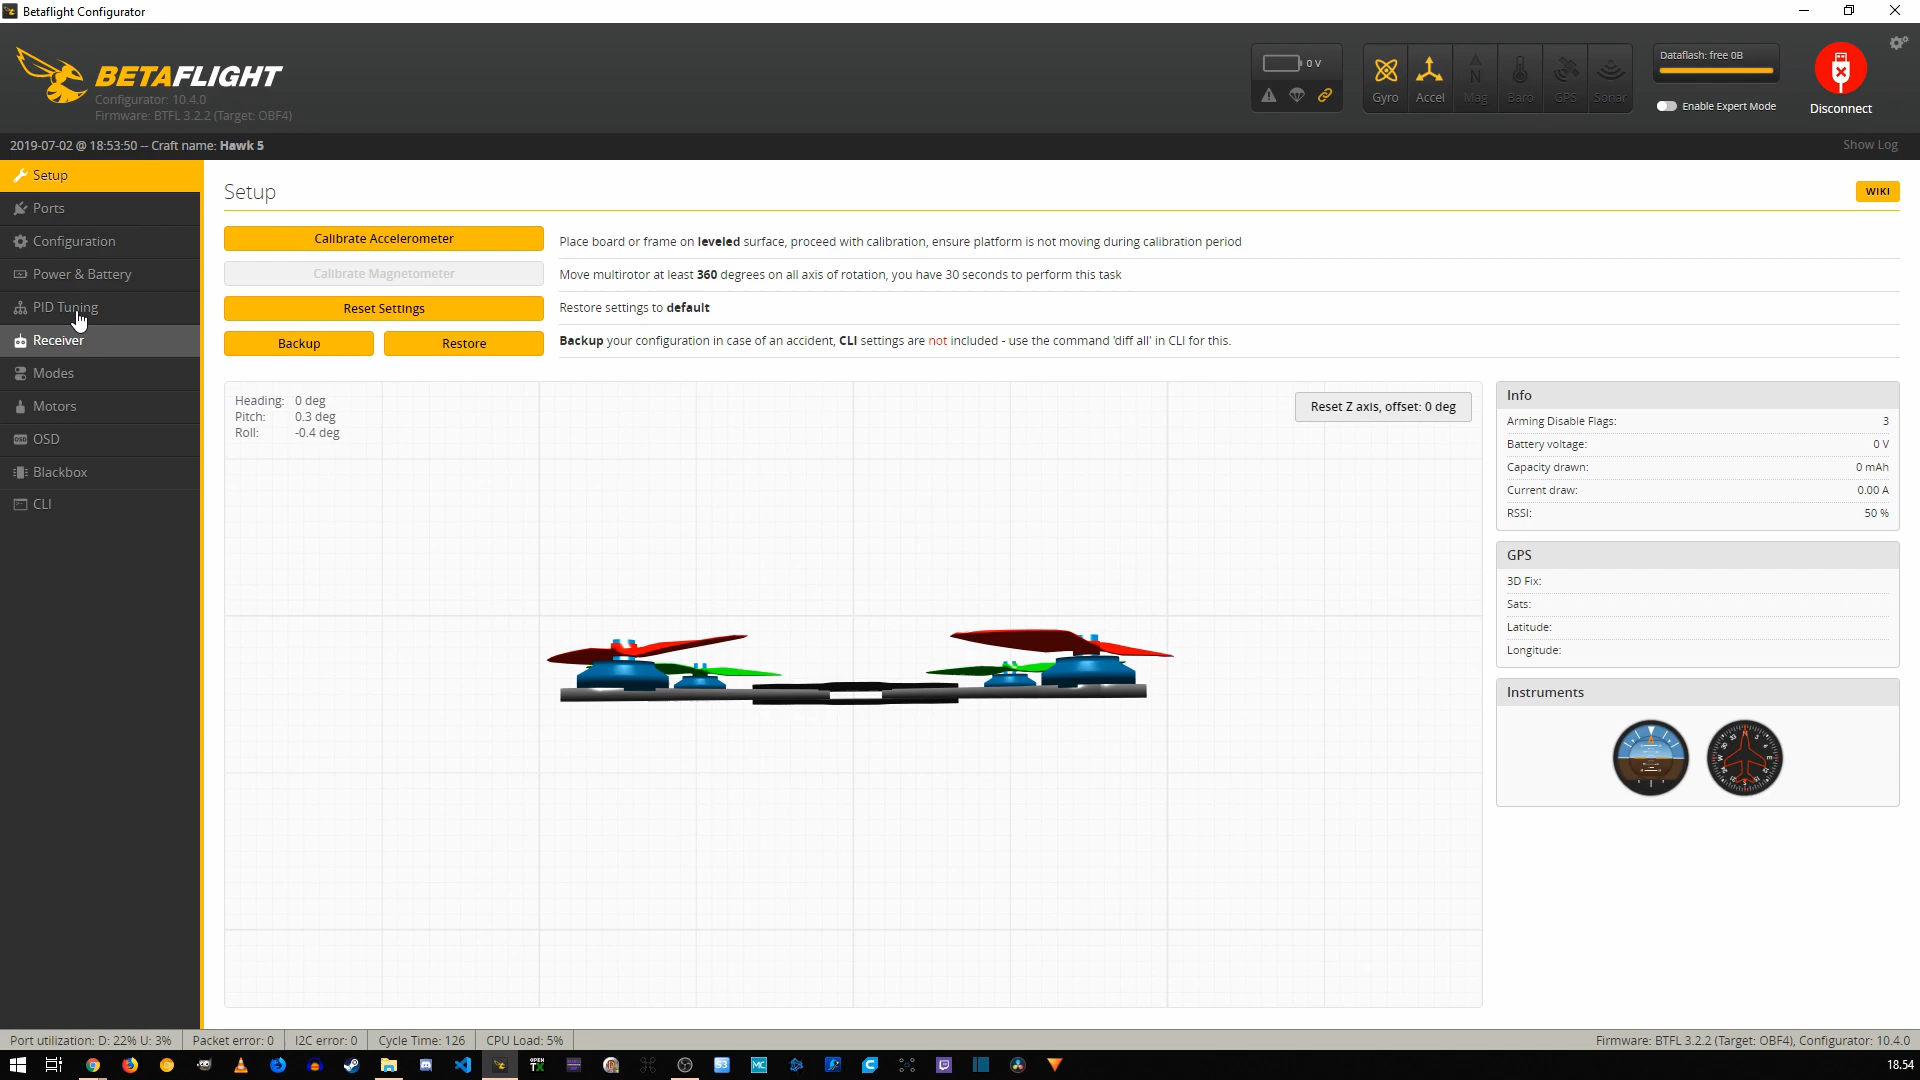 Betaflight Configurator
BETAFLIGHT
Configurator: 10.4.0
Firmware: BTFL 3.2.2 (Target: OBF4)
0 V
Gyro
Accel
Mag
Baro
GPS
Sonar
Dataflash: free 0B
Enable Expert Mode
Disconnect
2019-07-02 @ 18:53:50 -- Craft name: Hawk 5
Show Log
Setup
Ports
Configuration
Power & Battery
PID Tuning
Receiver
Modes
Motors
OSD
Blackbox
CLI
Setup
WIKI
Calibrate Accelerometer
Place board or frame on leveled surface, proceed with calibration, ensure platform is not moving during calibration period
Calibrate Magnetometer
Move multirotor at least 360 degrees on all axis of rotation, you have 30 seconds to perform this task
Reset Settings
Restore settings to default
Backup
Restore
Backup your configuration in case of an accident, CLI settings are not included - use the command 'diff all' in CLI for this.
Heading: 0 deg
Pitch: 0.3 deg
Roll: -0.4 deg
Reset Z axis, offset: 0 deg
Info
Arming Disable Flags: 3
Battery voltage: 0 V
Capacity drawn: 0 mAh
Current draw: 0.00 A
RSSI: 50 %
GPS
3D Fix:
Sats:
Latitude:
Longitude:
Instruments
Port utilization: D: 22% U: 3%
Packet error: 0
I2C error: 0
Cycle Time: 126
CPU Load: 5%
Firmware: BTFL 3.2.2 (Target: OBF4), Configurator: 10.4.0
OPEN
TX
S3
MC
18.54